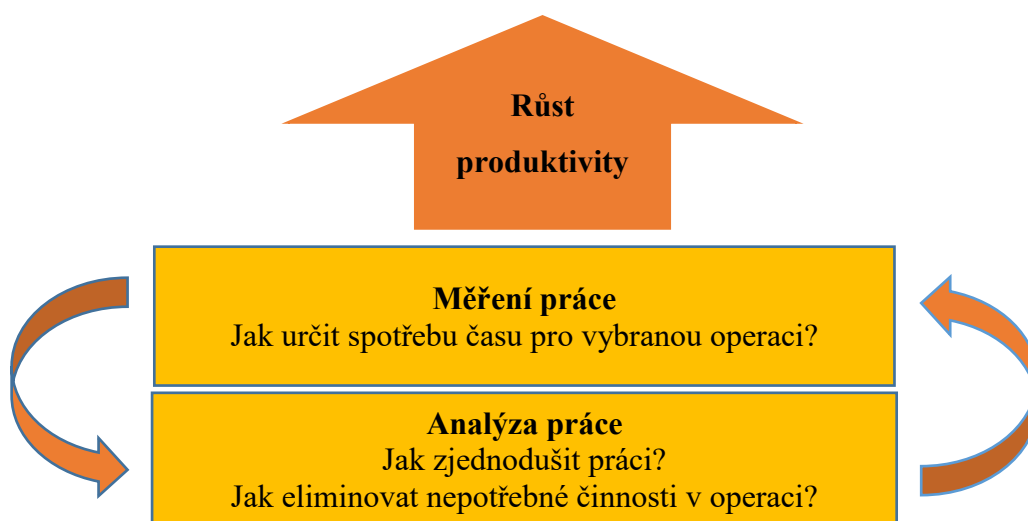 Růst
produktivity
Měření práce
Jak určit spotřebu času pro vybranou operaci?
Analýza práce
Jak zjednodušit práci?
Jak eliminovat nepotřebné činnosti v operaci?